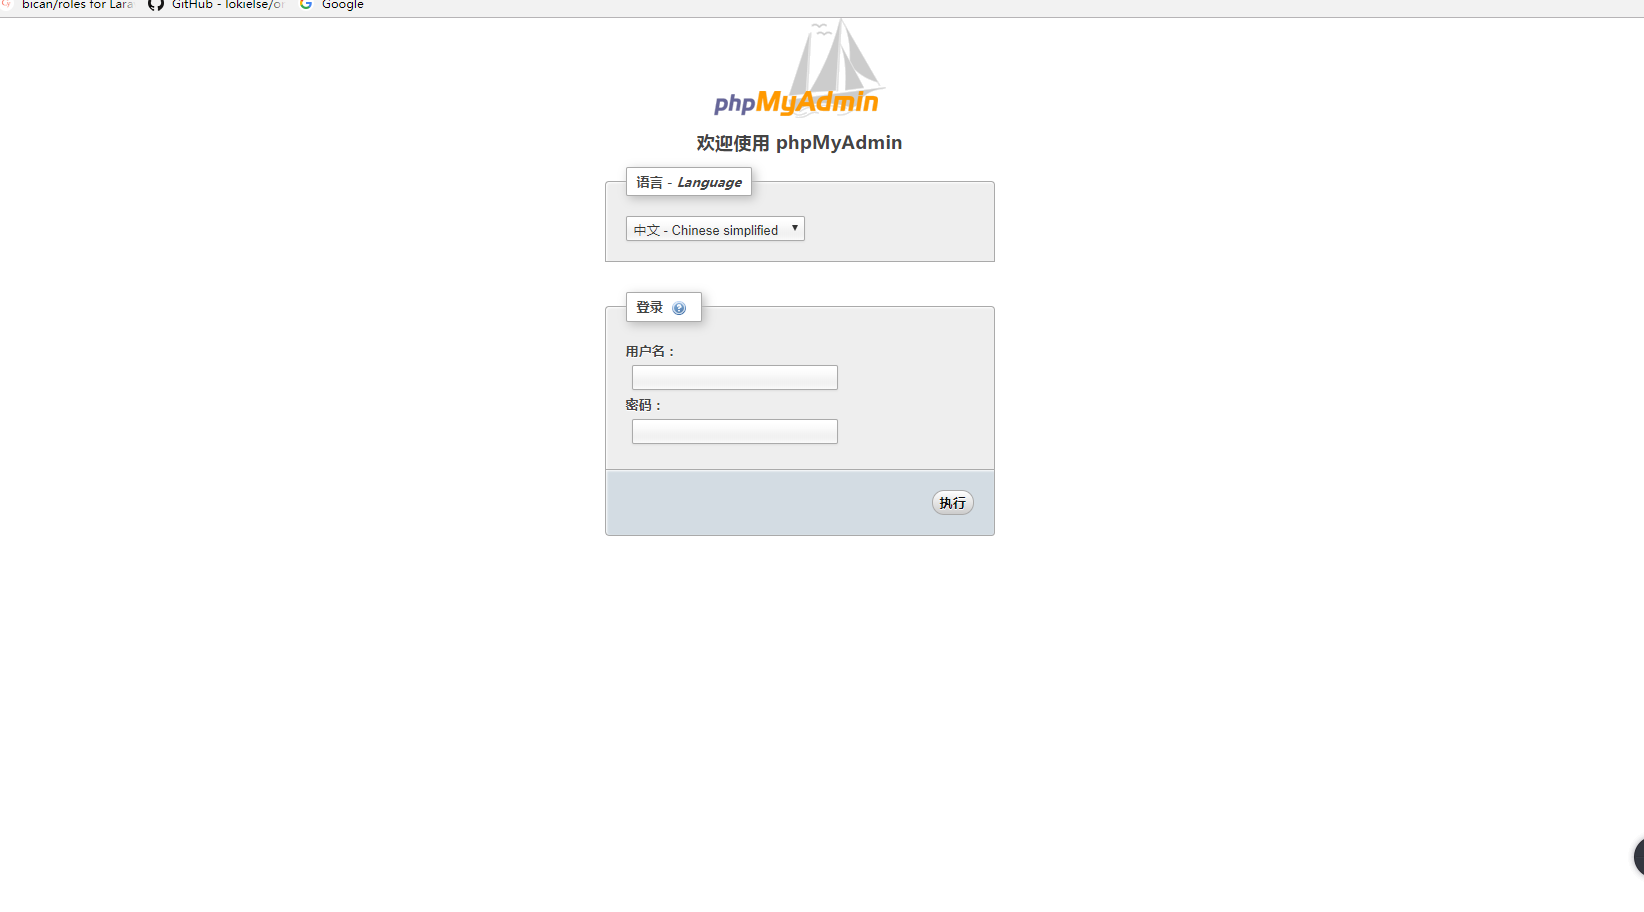 bican/roles for Lara
GitHub - lokielse/or
Google
phpMyAdmin
欢迎使用 phpMyAdmin
语言 - Language
中文 - Chinese simplified
登录
用户名：
密码：
执行